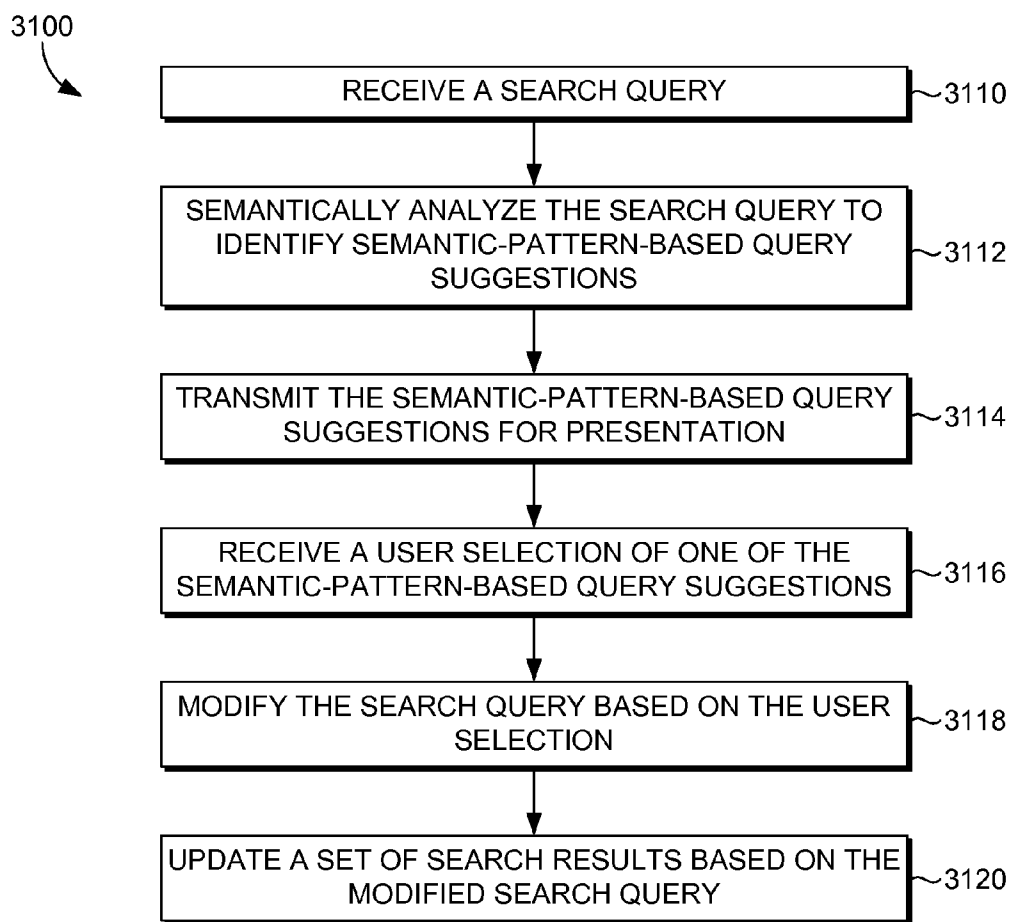 3100
RECEIVE A SEARCH QUERY
3110
SEMANTICALLY ANALYZE THE SEARCH QUERY TO
IDENTIFY SEMANTIC-PATTERN-BASED QUERY
SUGGESTIONS
3112
TRANSMIT THE SEMANTIC-PATTERN-BASED QUERY
SUGGESTIONS FOR PRESENTATION
3114
RECEIVE A USER SELECTION OF ONE OF THE
SEMANTIC-PATTERN-BASED QUERY SUGGESTIONS
3116
MODIFY THE SEARCH QUERY BASED ON THE USER
SELECTION
3118
UPDATE A SET OF SEARCH RESULTS BASED ON THE
MODIFIED SEARCH QUERY
3120